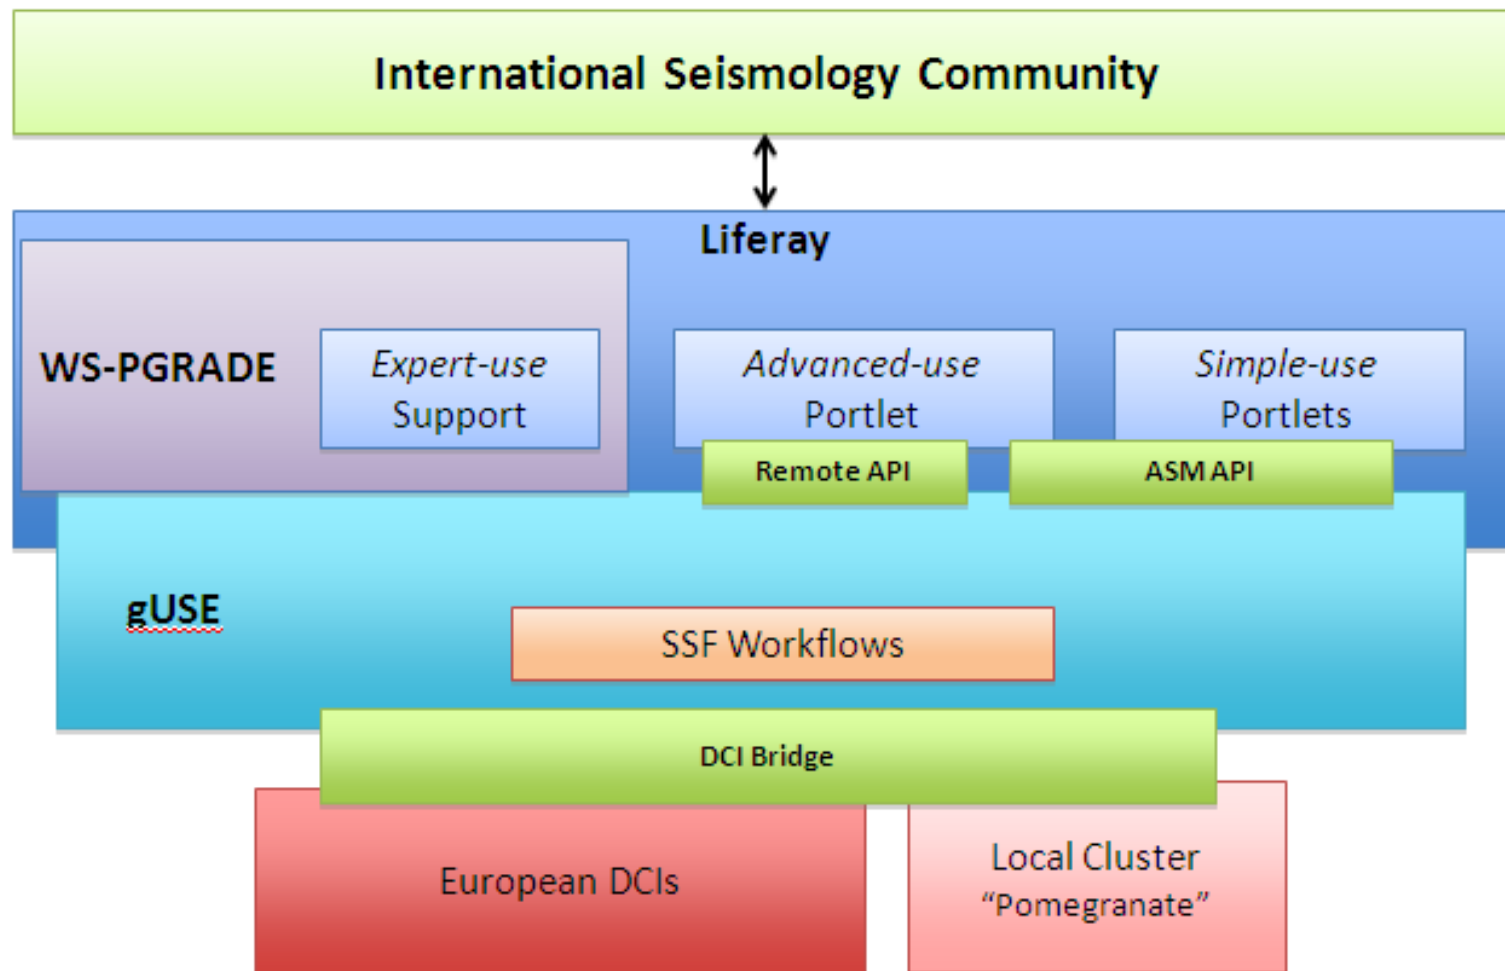 International Seismology Community
Liferay
WS-PGRADE
Expert-use
Support
Advanced-use
Portlet
Simple-use
Portlets
Remote API
ASM API
gUSE
SSF Workflows
DCI Bridge
European DCIs
Local Cluster
“Pomegranate”